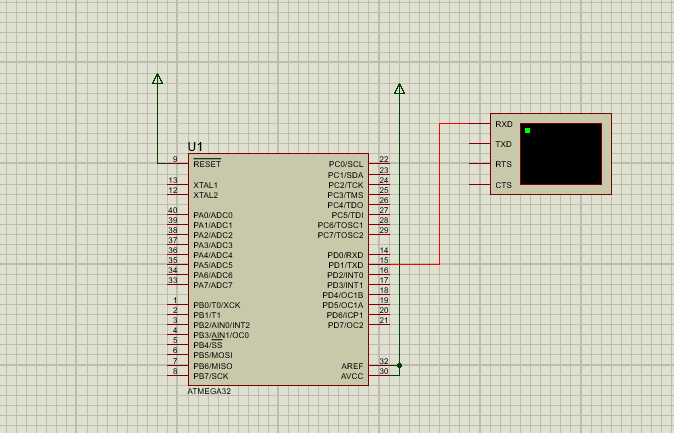 U1
9 RESET
13 XTAL1
12 XTAL2
40 PA0/ADC0
39 PA1/ADC1
38 PA2/ADC2
37 PA3/ADC3
36 PA4/ADC4
35 PA5/ADC5
34 PA6/ADC6
33 PA7/ADC7
1 PB0/T0/XCK
2 PB1/T1
3 PB2/AIN0/INT2
4 PB3/AIN1/OC0
5 PB4/SS
6 PB5/MOSI
7 PB6/MISO
8 PB7/SCK
PC0/SCL 22
PC1/SDA 23
PC2/TCK 24
PC3/TMS 25
PC4/TDO 26
PC5/TDI 27
PC6/TOSC1 28
PC7/TOSC2 29
PD0/RXD 14
PD1/TXD 15
PD2/INT0 16
PD3/INT1 17
PD4/OC1B 18
PD5/OC1A 19
PD6/ICP1 20
PD7/OC2 21
AREF 32
AVCC 30
ATMEGA32
RXD
TXD
RTS
CTS